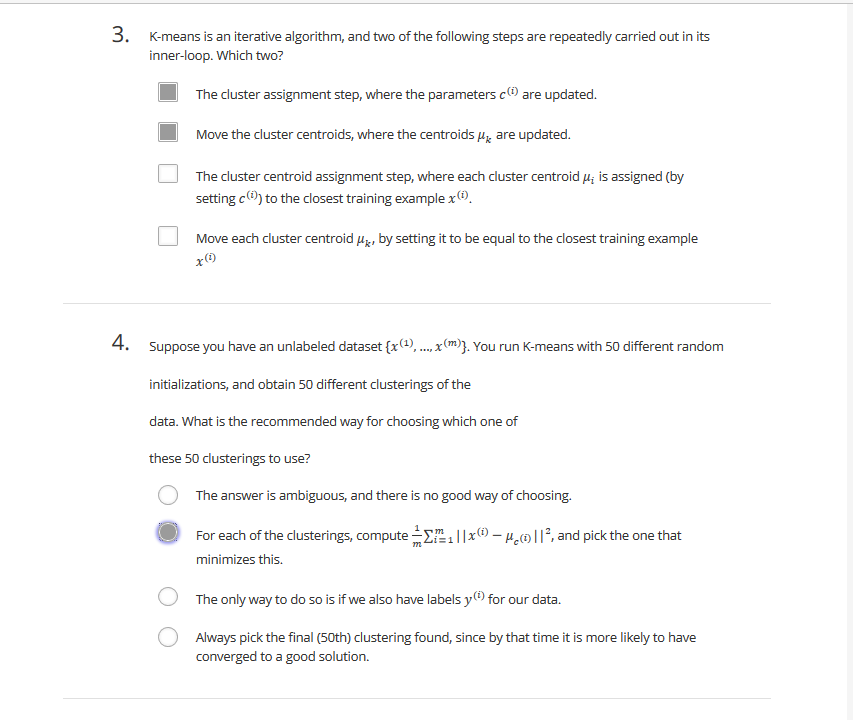 3. K-means is an iterative algorithm, and two of the following steps are repeatedly carried out in its
inner-loop. Which two?
The cluster assignment step, where the parameters c⁽ⁱ⁾ are updated.
Move the cluster centroids, where the centroids μₖ are updated.
The cluster centroid assignment step, where each cluster centroid μᵢ is assigned (by
setting c⁽ⁱ⁾) to the closest training example x⁽ⁱ⁾.
Move each cluster centroid μₖ, by setting it to be equal to the closest training example
x⁽ⁱ⁾
4. Suppose you have an unlabeled dataset {x⁽¹⁾, ..., x⁽ᵐ⁾}. You run K-means with 50 different random
initializations, and obtain 50 different clusterings of the
data. What is the recommended way for choosing which one of
these 50 clusterings to use?
The answer is ambiguous, and there is no good way of choosing.
For each of the clusterings, compute 1/m Σᵐᵢ₌₁ ||x⁽ⁱ⁾ − μ_c⁽ⁱ⁾||², and pick the one that
minimizes this.
The only way to do so is if we also have labels y⁽ⁱ⁾ for our data.
Always pick the final (50th) clustering found, since by that time it is more likely to have
converged to a good solution.